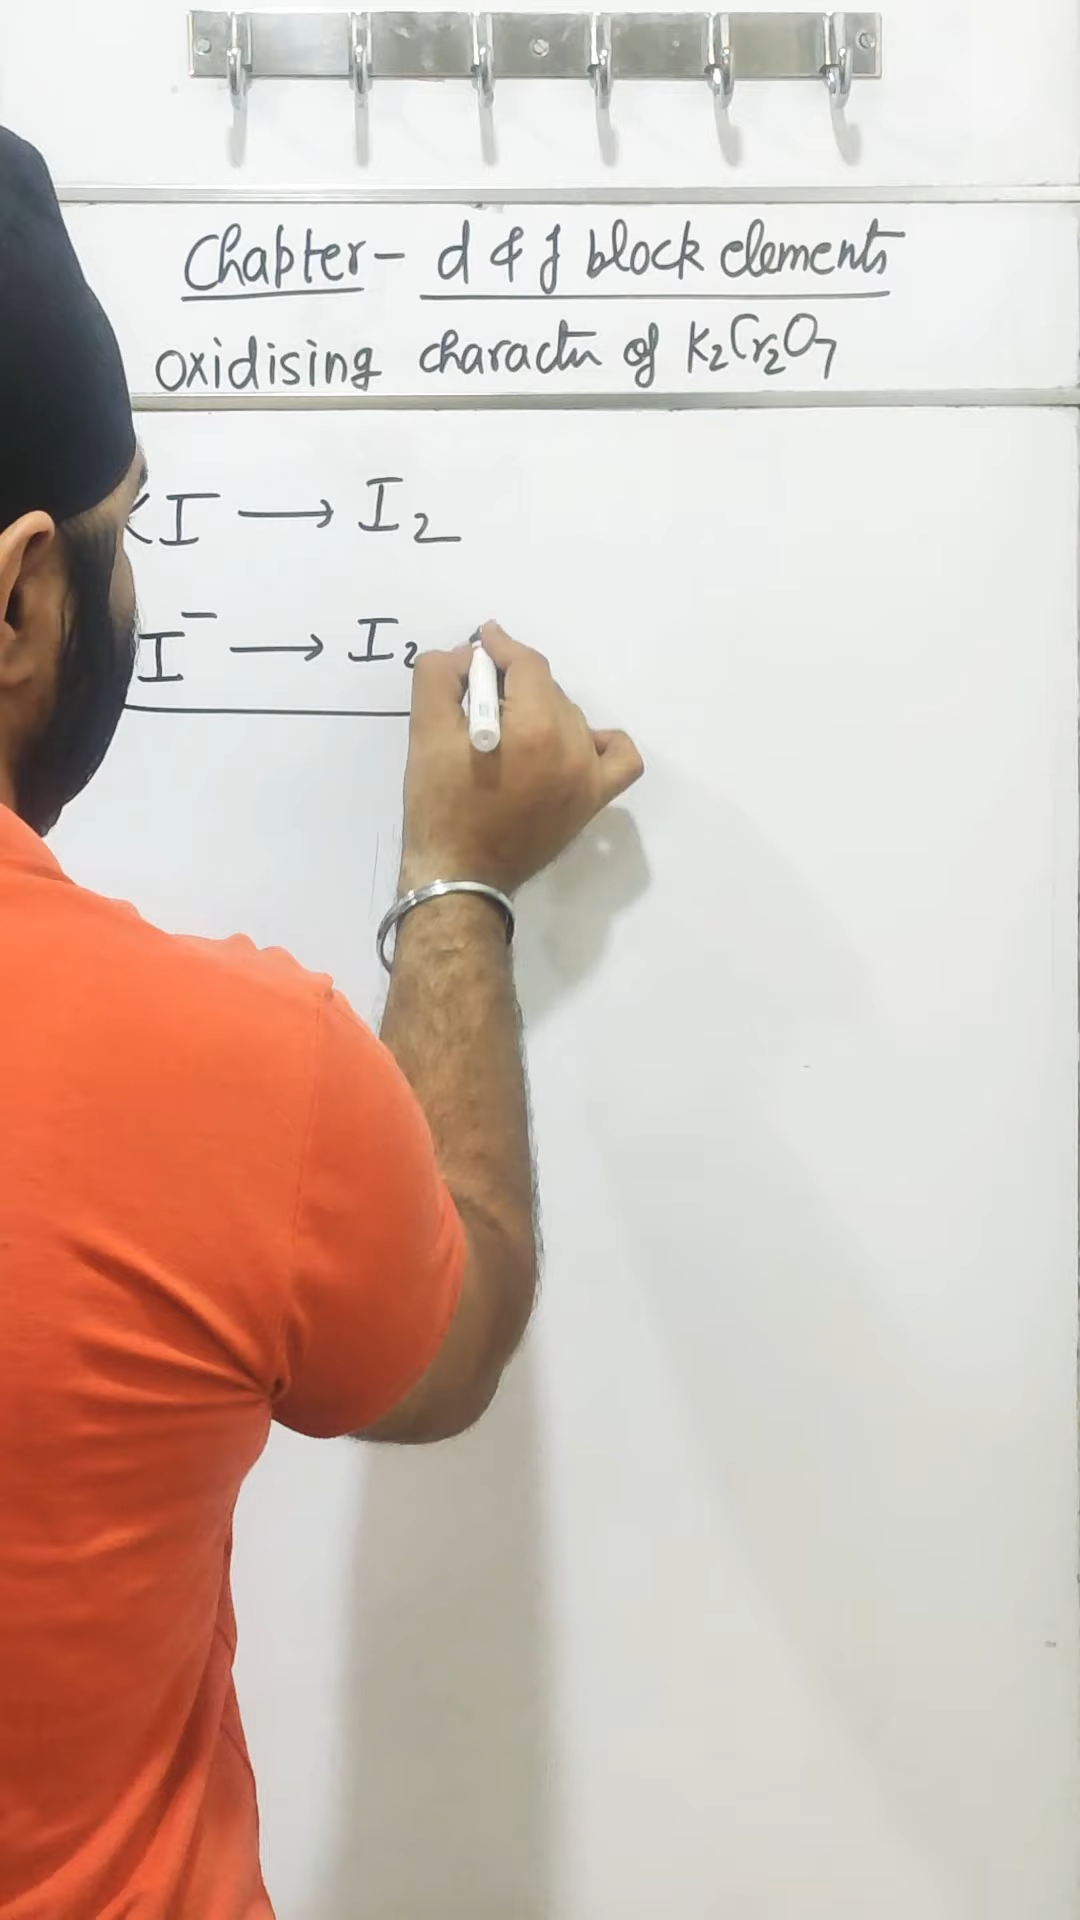 Chapter - d & f block elements
oxidising character of K₂Cr₂O₇
KI → I₂
I⁻ → I₂